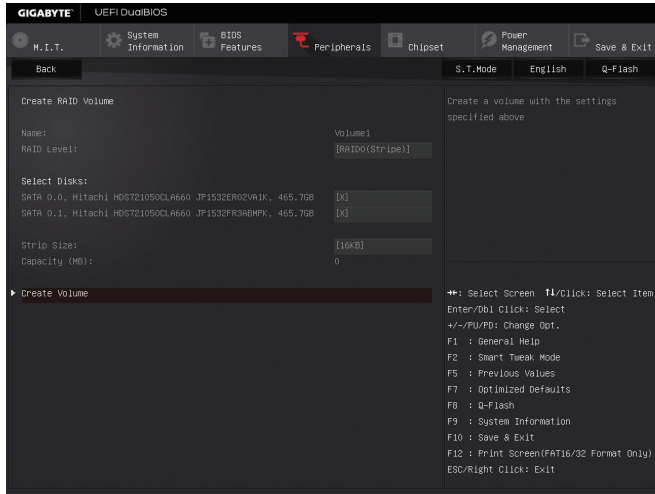 GIGABYTE™ UEFI DualBIOS
M.I.T. System Information BIOS Features Peripherals Chipset Power Management Save & Exit
Back S.T.Mode English Q-Flash
Create RAID Volume
Name: Volume1
RAID Level: [RAID0(Stripe)]
Select Disks:
SATA 0.0, Hitachi HDS721050CLA660 JP1532ER02VA1K, 465.7GB [X]
SATA 0.1, Hitachi HDS721050CLA660 JP1532FR3ABMPK, 465.7GB [X]
Strip Size: [16KB]
Capacity (MB): 0
Create Volume
Create a volume with the settings
specified above
→←: Select Screen ↑↓/Click: Select Item
Enter/Dbl Click: Select
+/-/PU/PD: Change Opt.
F1 : General Help
F2 : Smart Tweak Mode
F5 : Previous Values
F7 : Optimized Defaults
F8 : Q-Flash
F9 : System Information
F10 : Save & Exit
F12 : Print Screen(FAT16/32 Format Only)
ESC/Right Click: Exit